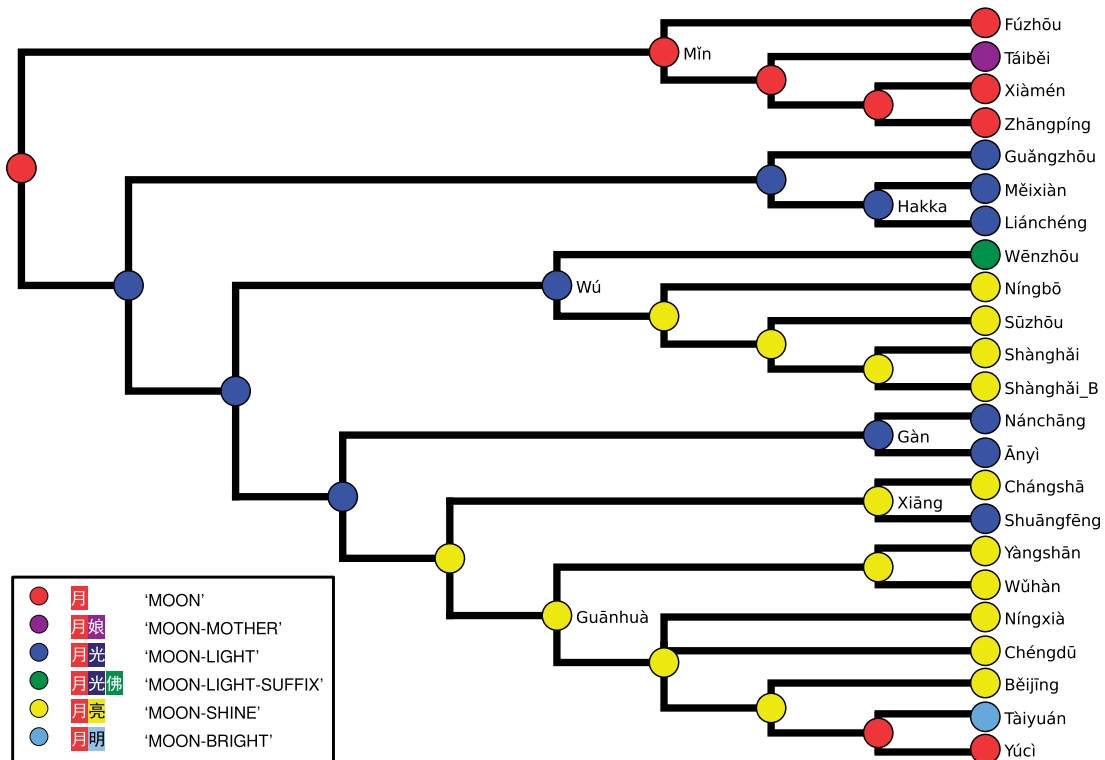 Fúzhōu
Mǐn
Táiběi
Xiàmén
Zhāngpíng
Guǎngzhōu
Měixiàn
Hakka
Liánchéng
Wēnzhōu
Wú
Níngbō
Sūzhōu
Shànghǎi
Shànghǎi_B
Nánchāng
Gàn
Ānyì
Chángshā
Xiāng
Shuāngfēng
Yàngshān
Wǔhàn
Guānhuà
Níngxià
Chéngdū
Běijīng
Tàiyuán
Yúcì
月 ‘MOON’
月娘 ‘MOON-MOTHER’
月光 ‘MOON-LIGHT’
月光佛 ‘MOON-LIGHT-SUFFIX’
月亮 ‘MOON-SHINE’
月明 ‘MOON-BRIGHT’